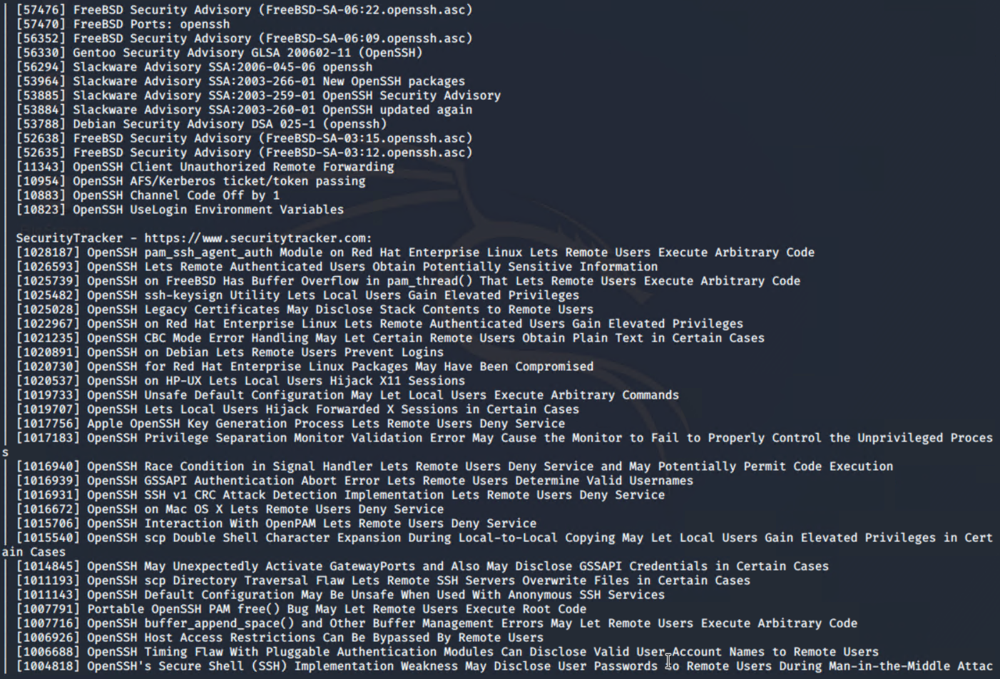 | [57476] FreeBSD Security Advisory (FreeBSD-SA-06:22.openssh.asc)
| [57470] FreeBSD Ports: openssh
| [56352] FreeBSD Security Advisory (FreeBSD-SA-06:09.openssh.asc)
| [56330] Gentoo Security Advisory GLSA 200602-11 (OpenSSH)
| [56294] Slackware Advisory SSA:2006-045-06 openssh
| [53964] Slackware Advisory SSA:2003-266-01 New OpenSSH packages
| [53885] Slackware Advisory SSA:2003-259-01 OpenSSH Security Advisory
| [53884] Slackware Advisory SSA:2003-260-01 OpenSSH updated again
| [53788] Debian Security Advisory DSA 025-1 (openssh)
| [52638] FreeBSD Security Advisory (FreeBSD-SA-03:15.openssh.asc)
| [52635] FreeBSD Security Advisory (FreeBSD-SA-03:12.openssh.asc)
| [11343] OpenSSH Client Unauthorized Remote Forwarding
| [10954] OpenSSH AFS/Kerberos ticket/token passing
| [10883] OpenSSH Channel Code Off by 1
| [10823] OpenSSH UseLogin Environment Variables
|
| SecurityTracker - https://www.securitytracker.com:
| [1028187] OpenSSH pam_ssh_agent_auth Module on Red Hat Enterprise Linux Lets Remote Users Execute Arbitrary Code
| [1026593] OpenSSH Lets Remote Authenticated Users Obtain Potentially Sensitive Information
| [1025739] OpenSSH on FreeBSD Has Buffer Overflow in pam_thread() That Lets Remote Users Execute Arbitrary Code
| [1025482] OpenSSH ssh-keysign Utility Lets Local Users Gain Elevated Privileges
| [1025028] OpenSSH Legacy Certificates May Disclose Stack Contents to Remote Users
| [1022967] OpenSSH on Red Hat Enterprise Linux Lets Remote Authenticated Users Gain Elevated Privileges
| [1021235] OpenSSH CBC Mode Error Handling May Let Certain Remote Users Obtain Plain Text in Certain Cases
| [1020891] OpenSSH on Debian Lets Remote Users Prevent Logins
| [1020730] OpenSSH for Red Hat Enterprise Linux Packages May Have Been Compromised
| [1020537] OpenSSH on HP-UX Lets Local Users Hijack X11 Sessions
| [1019733] OpenSSH Unsafe Default Configuration May Let Local Users Execute Arbitrary Commands
| [1019707] OpenSSH Lets Local Users Hijack Forwarded X Sessions in Certain Cases
| [1017756] Apple OpenSSH Key Generation Process Lets Remote Users Deny Service
| [1017183] OpenSSH Privilege Separation Monitor Validation Error May Cause the Monitor to Fail to Properly Control the Unprivileged Proces
s
| [1016940] OpenSSH Race Condition in Signal Handler Lets Remote Users Deny Service and May Potentially Permit Code Execution
| [1016939] OpenSSH GSSAPI Authentication Abort Error Lets Remote Users Determine Valid Usernames
| [1016931] OpenSSH SSH v1 CRC Attack Detection Implementation Lets Remote Users Deny Service
| [1016672] OpenSSH on Mac OS X Lets Remote Users Deny Service
| [1015706] OpenSSH Interaction With OpenPAM Lets Remote Users Deny Service
| [1015540] OpenSSH scp Double Shell Character Expansion During Local-to-Local Copying May Let Local Users Gain Elevated Privileges in Cert
ain Cases
| [1014845] OpenSSH May Unexpectedly Activate GatewayPorts and Also May Disclose GSSAPI Credentials in Certain Cases
| [1011193] OpenSSH scp Directory Traversal Flaw Lets Remote SSH Servers Overwrite Files in Certain Cases
| [1011143] OpenSSH Default Configuration May Be Unsafe When Used With Anonymous SSH Services
| [1007791] Portable OpenSSH PAM free() Bug May Let Remote Users Execute Root Code
| [1007716] OpenSSH buffer_append_space() and Other Buffer Management Errors May Let Remote Users Execute Arbitrary Code
| [1006926] OpenSSH Host Access Restrictions Can Be Bypassed By Remote Users
| [1006688] OpenSSH Timing Flaw With Pluggable Authentication Modules Can Disclose Valid User Account Names to Remote Users
| [1004818] OpenSSH's Secure Shell (SSH) Implementation Weakness May Disclose User Passwords to Remote Users During Man-in-the-Middle Attac